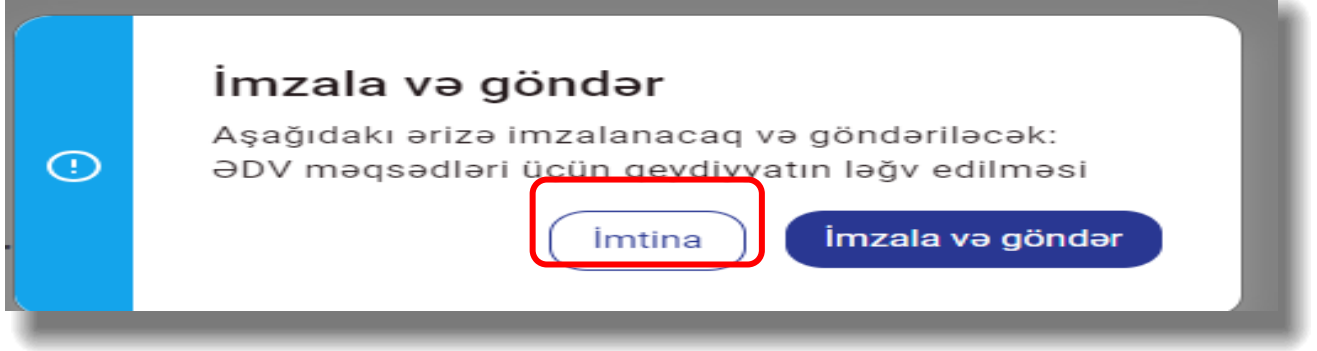 İmzala və göndər
Aşağıdakı ərizə imzalanacaq və göndəriləcək:
ƏDV məqsədləri üçün qeydiyyatın ləğv edilməsi
İmtina
İmzala və göndər